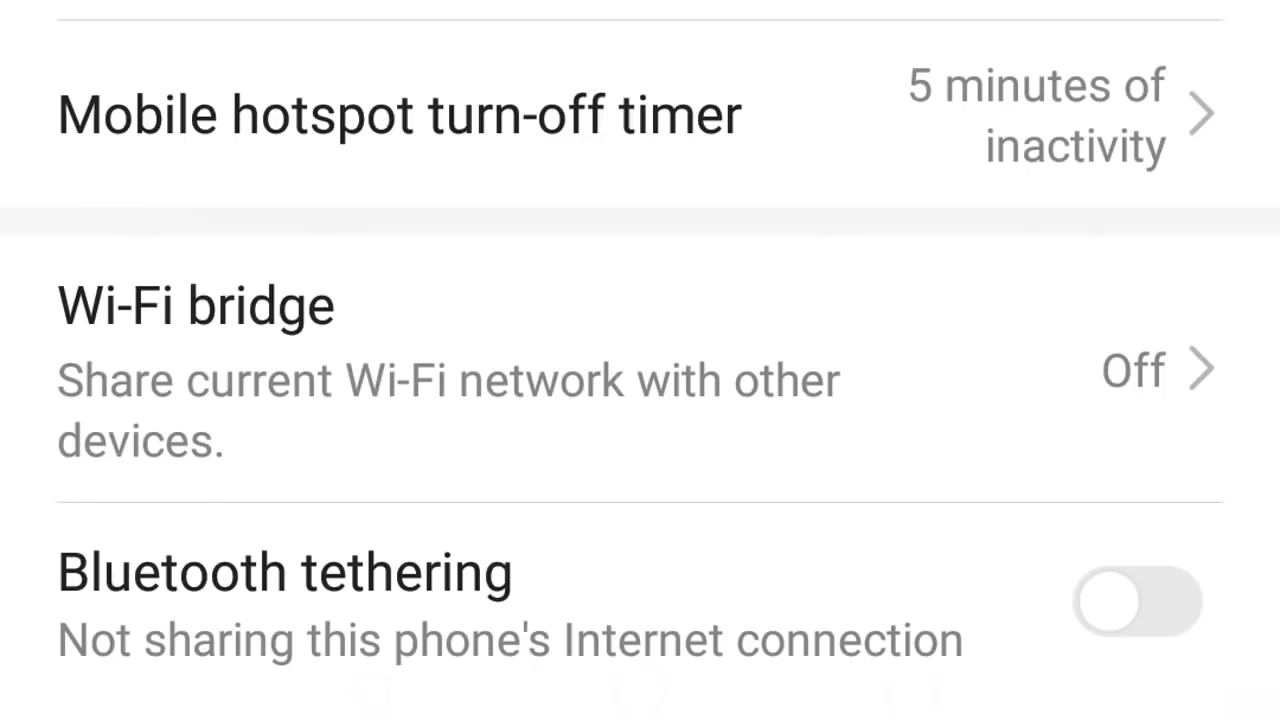 Mobile hotspot turn-off timer
5 minutes of
inactivity
Wi-Fi bridge
Share current Wi-Fi network with other
devices.
Off
Bluetooth tethering
Not sharing this phone's Internet connection